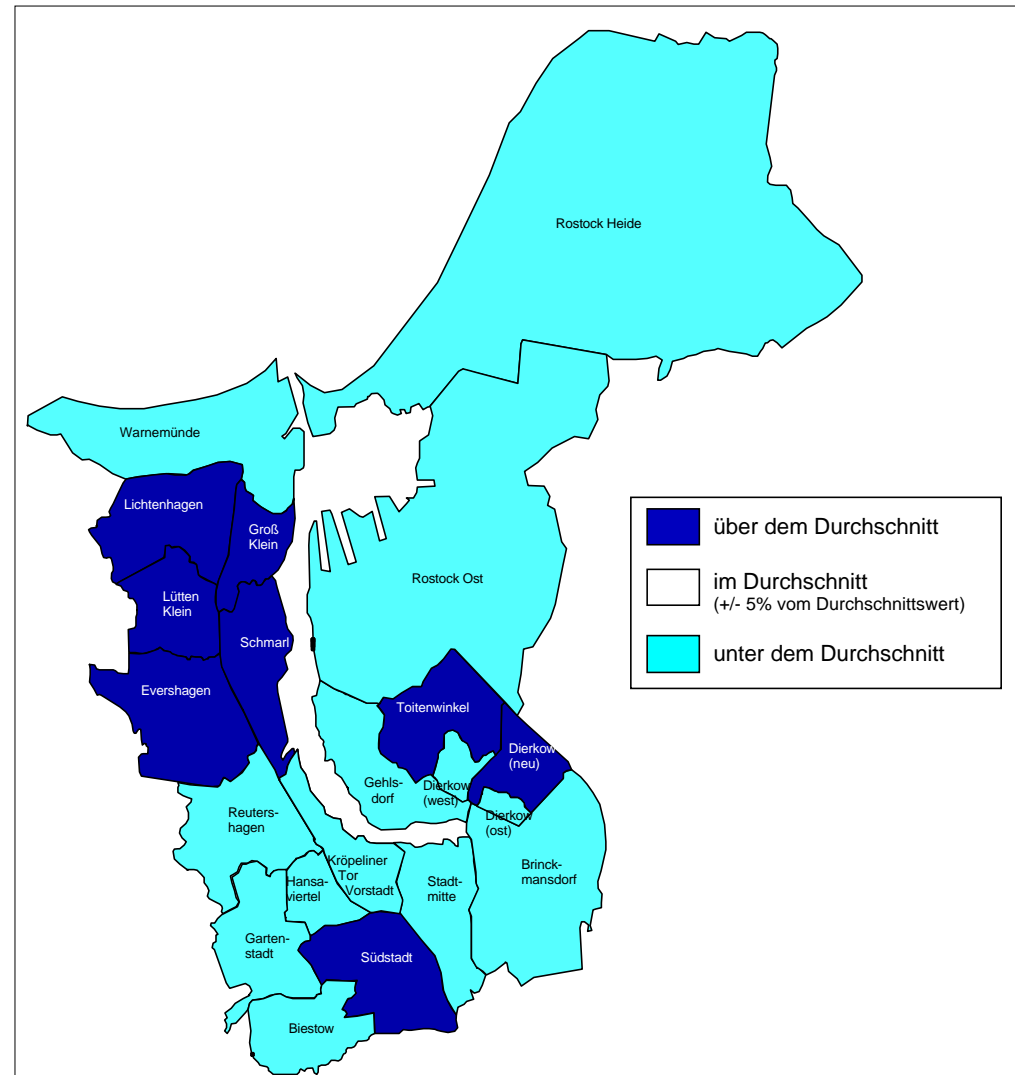 Rostock Heide
Warnemünde
Lichtenhagen
Groß
Klein
Rostock Ost
Lütten
Klein
Schmarl
Evershagen
Toitenwinkel
Dierkow
(neu)
Gehls-
dorf
Dierkow
(west)
Dierkow
(ost)
Reuters-
hagen
Kröpeliner
Tor
Vorstadt
Hansa-
viertel
Stadt-
mitte
Brinck-
mansdorf
Garten-
stadt
Südstadt
Biestow
über dem Durchschnitt
im Durchschnitt
(+/- 5% vom Durchschnittswert)
unter dem Durchschnitt